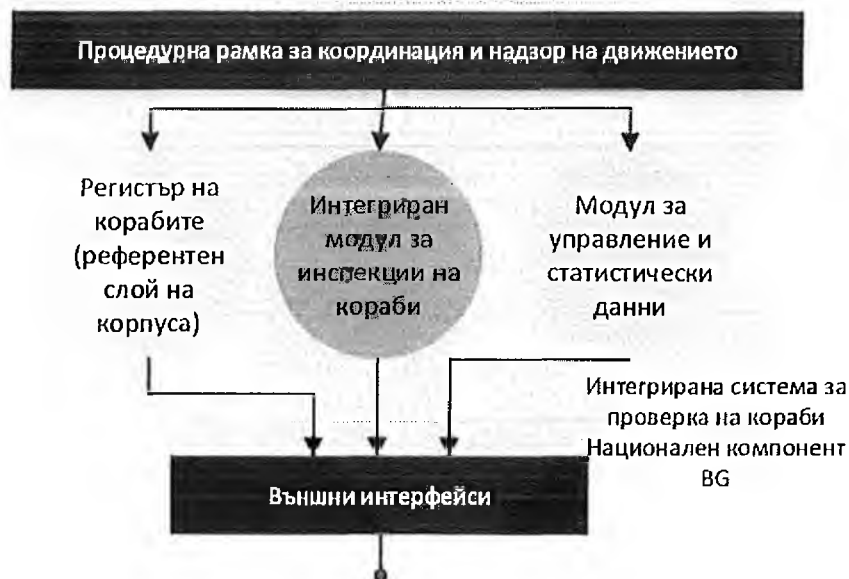 Процедурна рамка за координация и надзор на движението
Регистър на
корабите
(референтен
слой на
корпуса)
Интегриран
модул за
инспекции на
кораби
Модул за
управление и
статистически
данни
Интегрирана система за
проверка на кораби
Национален компонент
BG
Външни интерфейси